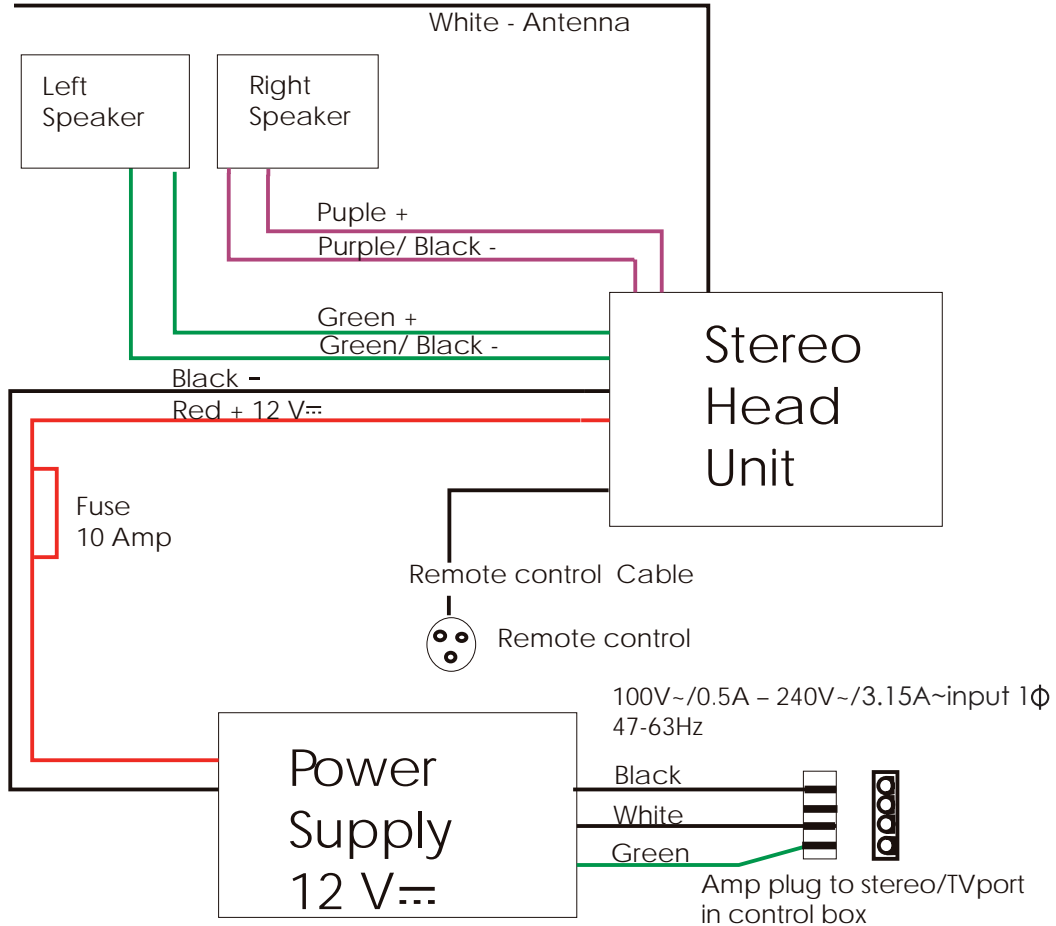 White - Antenna
Left
Speaker
Right
Speaker
Puple +
Purple/ Black -
Green +
Green/ Black -
Black –
Red + 12 V⎓
Stereo
Head
Unit
Fuse
10 Amp
Remote control Cable
Remote control
100V~/0.5A – 240V~/3.15A~input 1ϕ
47-63Hz
Power
Supply
12 V⎓
Black
White
Green
Amp plug to stereo/TVport
in control box